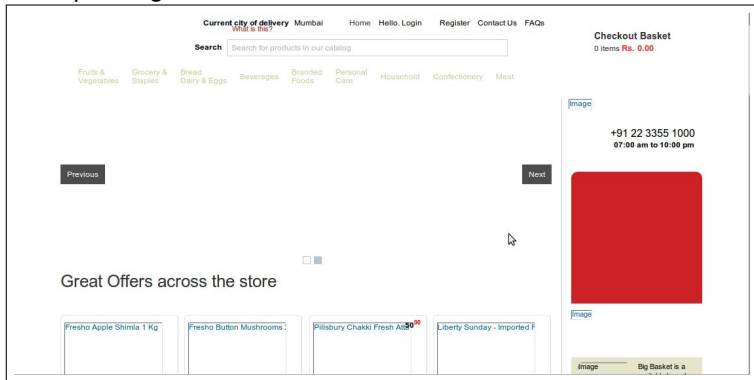 Current city of delivery Mumbai Home Hello. Login Register Contact Us FAQs
What is this?
Checkout Basket
0 items Rs. 0.00
Search Search for products in our catalog
Fruits & Vegetables
Grocery & Staples
Bread Dairy & Eggs
Beverages
Branded Foods
Personal Care
Household
Confectionery
Meat
Image
+91 22 3355 1000
07:00 am to 10:00 pm
Previous
Next
Great Offers across the store
Image
Fresho Apple Shimla 1 Kg
Fresho Button Mushrooms
Pillsbury Chakki Fresh Atta
50 00
Liberty Sunday - Imported
Image
Big Basket is a